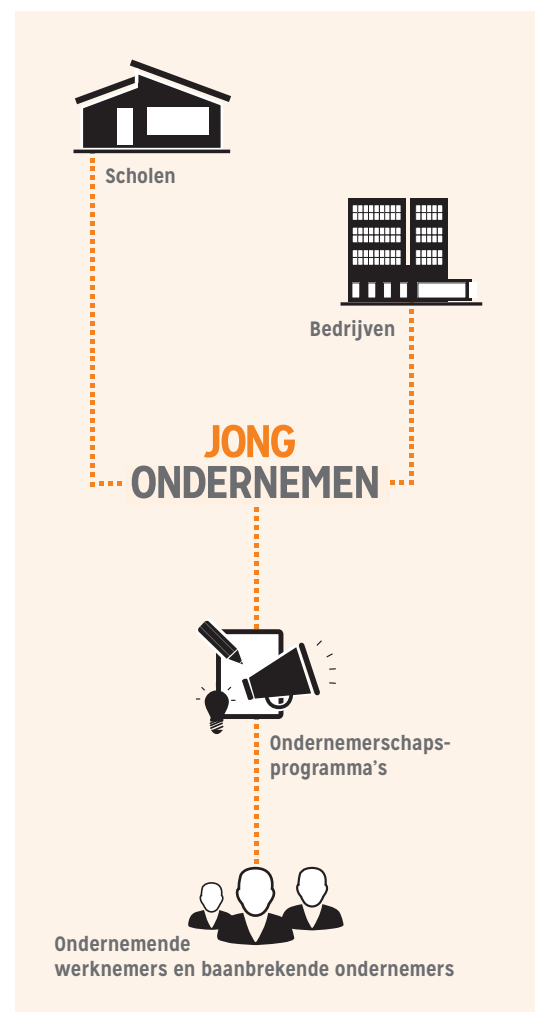 Scholen
Bedrijven
JONG
ONDERNEMEN
Ondernemerschaps-
programma's
Ondernemende
werknemers en baanbrekende ondernemers